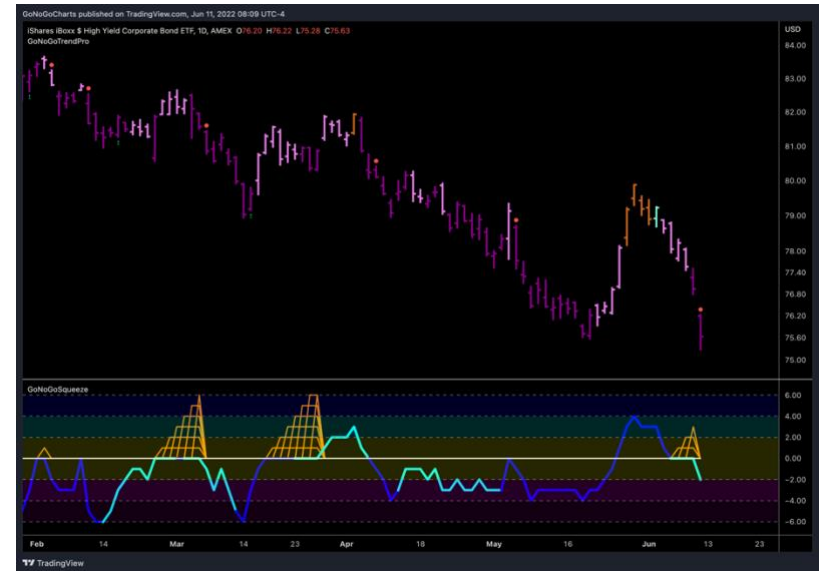 GoNoGoCharts published on TradingView.com, Jun 11, 2022 08:09 UTC-4
iShares iBoxx $ High Yield Corporate Bond ETF, 1D, AMEX O76.20 H76.22 L75.28 C75.63
GoNoGoTrendPro
USD
84.00
83.00
82.00
81.00
80.00
79.00
78.00
77.40
76.80
76.20
75.60
75.00
GoNoGoSqueeze
6.00
4.00
2.00
0.00
−2.00
−4.00
−6.00
Feb 14 Mar 14 23 Apr 18 May 16 Jun 13 23
TradingView